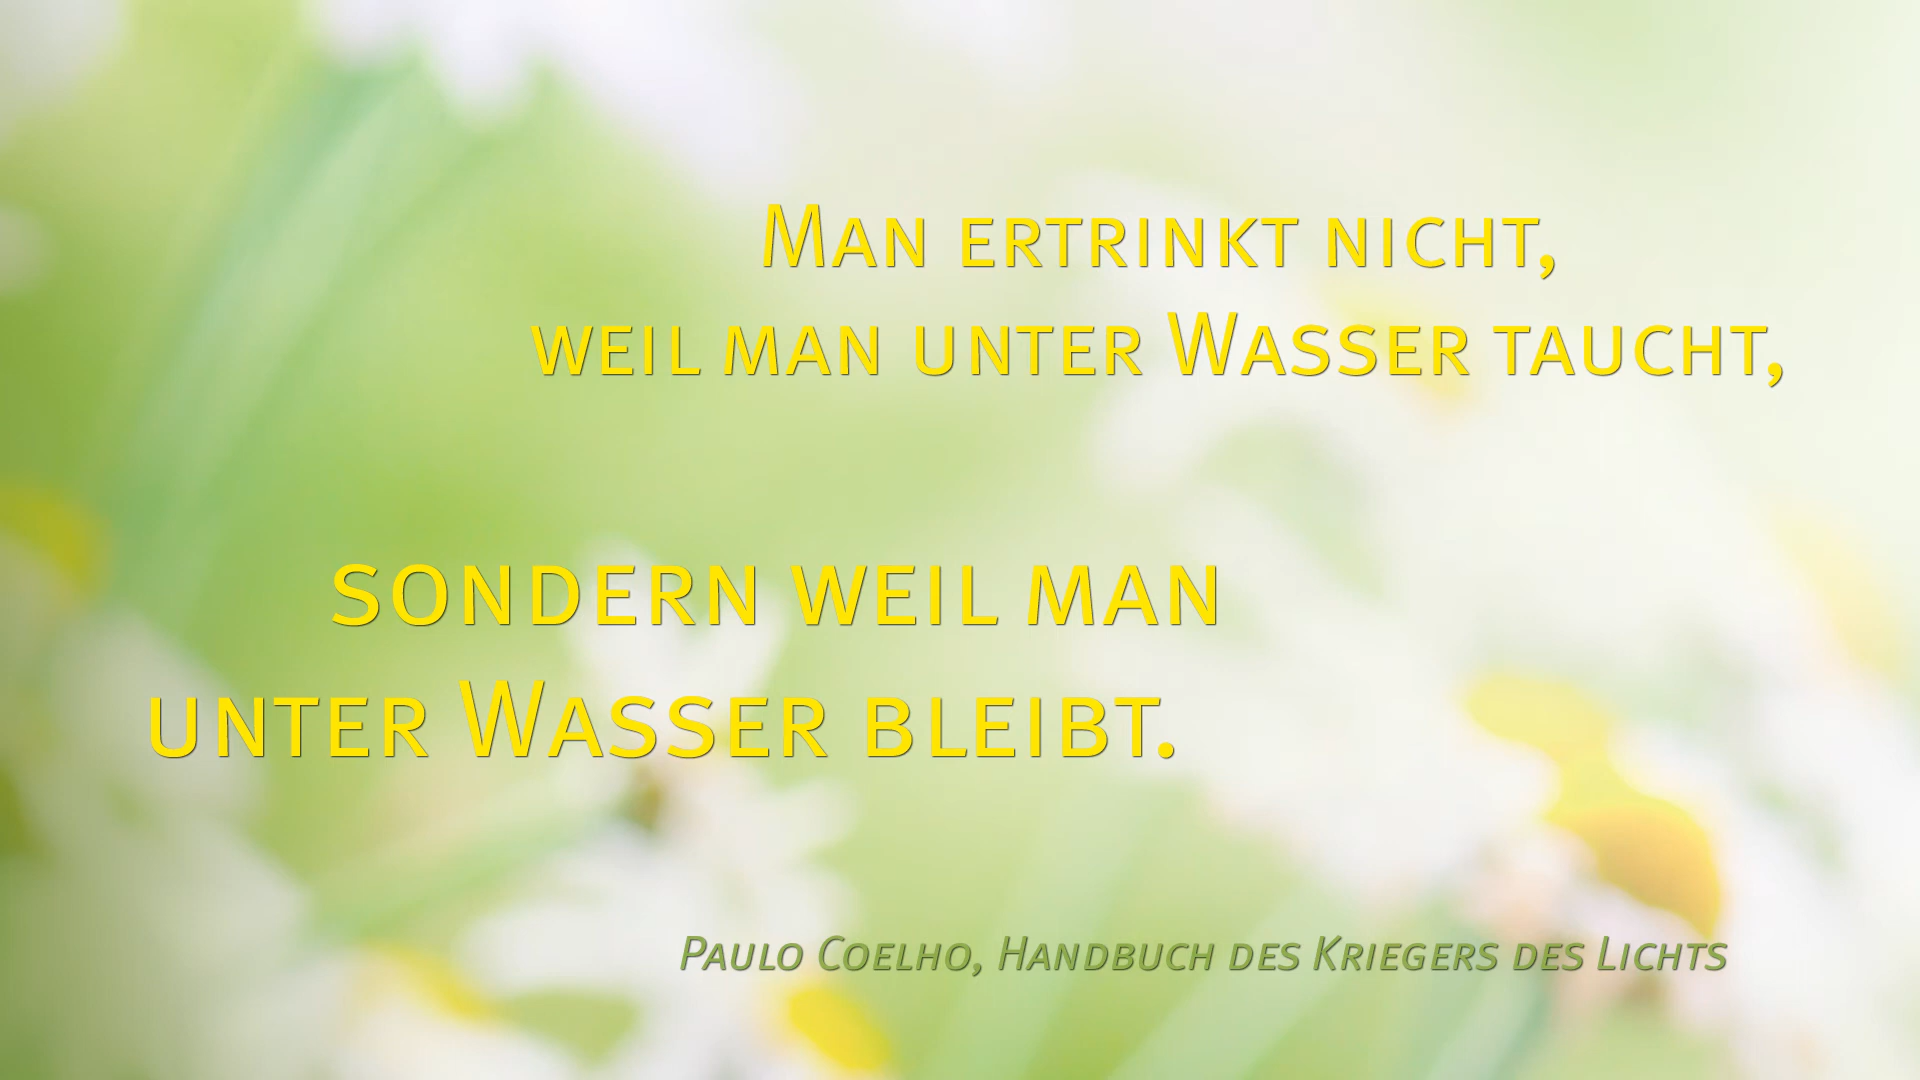 Man ertrinkt nicht,
weil man unter Wasser taucht,
sondern weil man
unter Wasser bleibt.
Paulo Coelho, Handbuch des Kriegers des Lichts